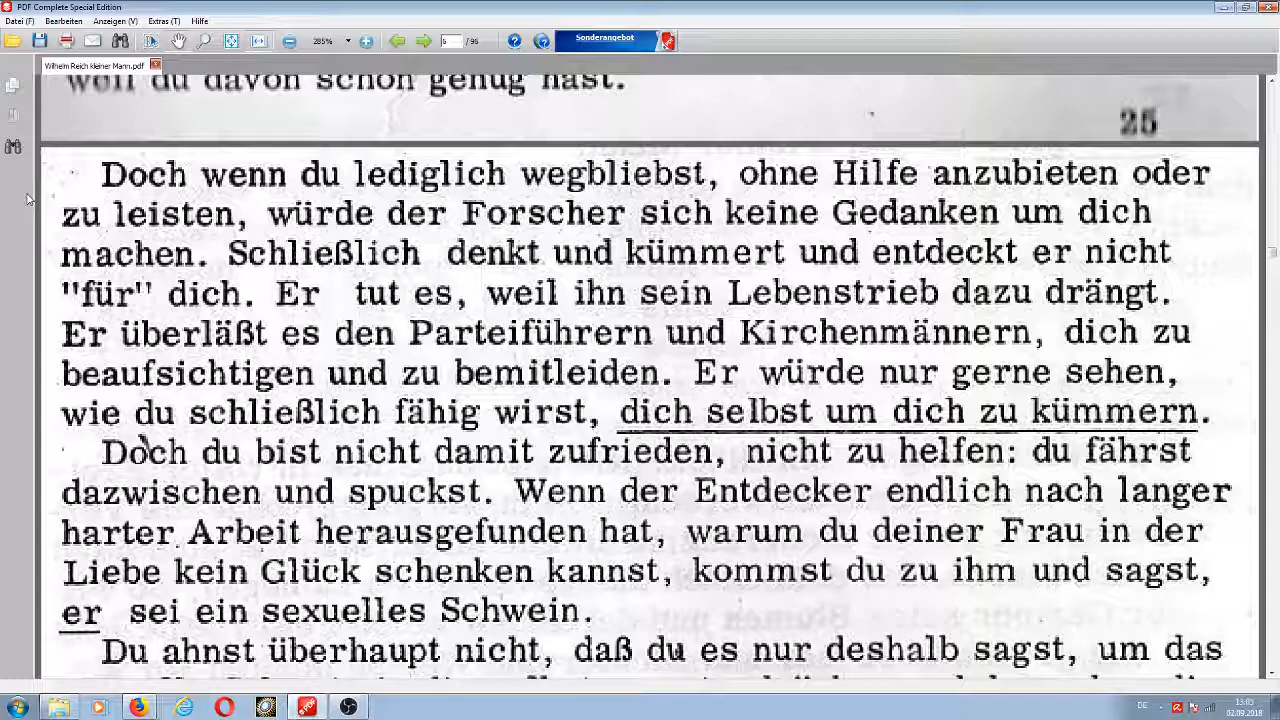 PDF Complete Special Edition
Datei (F) Bearbeiten Anzeigen (V) Extras (T) Hilfe
285% 5 / 95 Sonderangebot
Wilhelm Reich kleiner Mann.pdf
weil du davon schon genug hast.
25
Doch wenn du lediglich wegbliebst, ohne Hilfe anzubieten oder
zu leisten, würde der Forscher sich keine Gedanken um dich
machen. Schließlich denkt und kümmert und entdeckt er nicht
"für" dich. Er tut es, weil ihn sein Lebenstrieb dazu drängt.
Er überläßt es den Parteiführern und Kirchenmännern, dich zu
beaufsichtigen und zu bemitleiden. Er würde nur gerne sehen,
wie du schließlich fähig wirst, dich selbst um dich zu kümmern.
Doch du bist nicht damit zufrieden, nicht zu helfen: du fährst
dazwischen und spuckst. Wenn der Entdecker endlich nach langer
harter Arbeit herausgefunden hat, warum du deiner Frau in der
Liebe kein Glück schenken kannst, kommst du zu ihm und sagst,
er sei ein sexuelles Schwein.
Du ahnst überhaupt nicht, daß du es nur deshalb sagst, um das
DE 13:05
02.09.2018